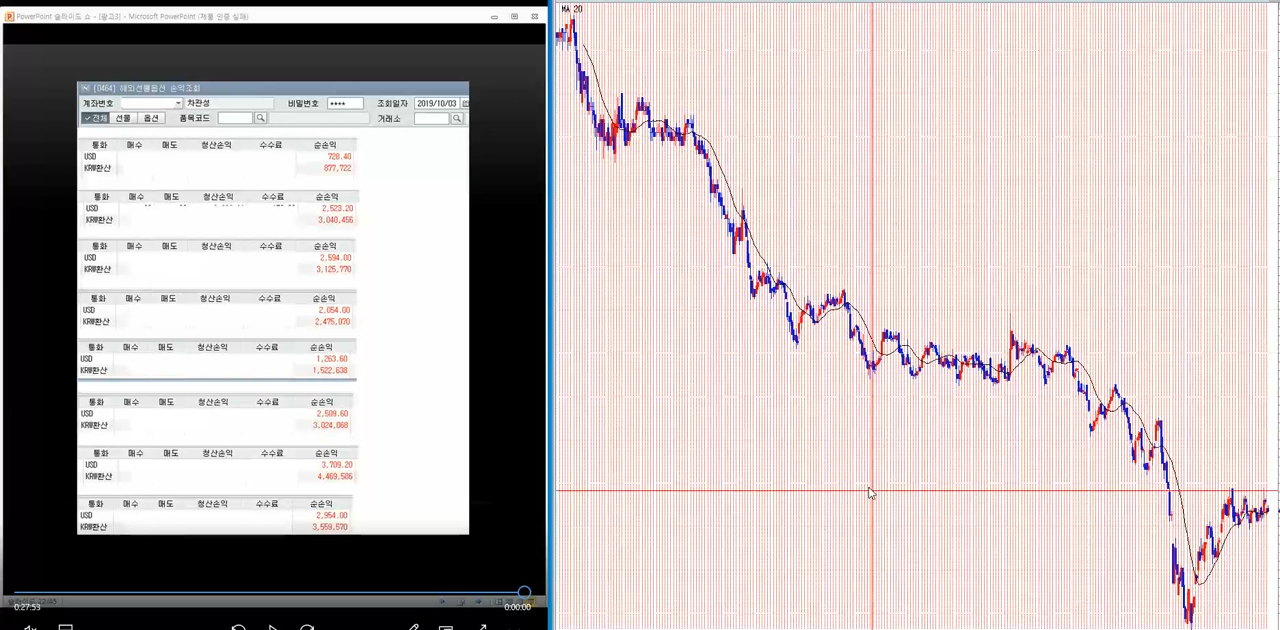 PowerPoint 슬라이드 쇼 - [광고3] - Microsoft PowerPoint (제품 인증 실패)
MA 20
[0464] 해외선물옵션 손익조회
계좌번호 차잔성 비밀번호 **** 조회일자 2019/10/03
전체 선물 옵션 품목코드 거래소
통화 매수 매도 청산손익 수수료 순손익
USD 728.40
KRW환산 877,722
통화 매수 매도 청산손익 수수료 순손익
USD 2,523.20
KRW환산 3,040,456
통화 매수 매도 청산손익 수수료 순손익
USD 2,594.00
KRW환산 3,125,770
통화 매수 매도 청산손익 수수료 순손익
USD 2,054.00
KRW환산 2,475,070
통화 매수 매도 청산손익 수수료 순손익
USD 1,263.60
KRW환산 1,522,638
통화 매수 매도 청산손익 수수료 순손익
USD 2,509.60
KRW환산 3,024,068
통화 매수 매도 청산손익 수수료 순손익
USD 3,709.20
KRW환산 4,469,586
통화 매수 매도 청산손익 수수료 순손익
USD 2,954.00
KRW환산 3,559,570
0:27:53 0:00:00